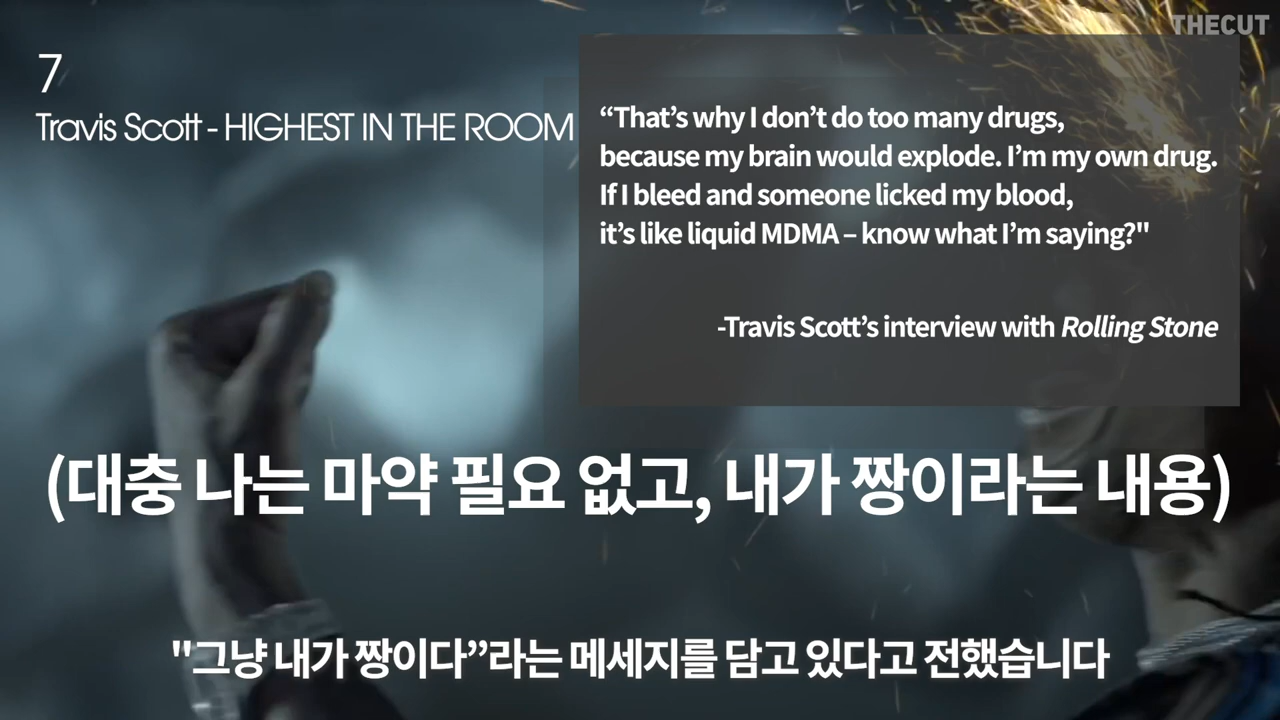 THECUT
7
Travis Scott - HIGHEST IN THE ROOM
“That’s why I don’t do too many drugs,
because my brain would explode. I’m my own drug.
If I bleed and someone licked my blood,
it’s like liquid MDMA – know what I’m saying?"
-Travis Scott’s interview with Rolling Stone
(대충 나는 마약 필요 없고, 내가 짱이라는 내용)
"그냥 내가 짱이다”라는 메세지를 담고 있다고 전했습니다